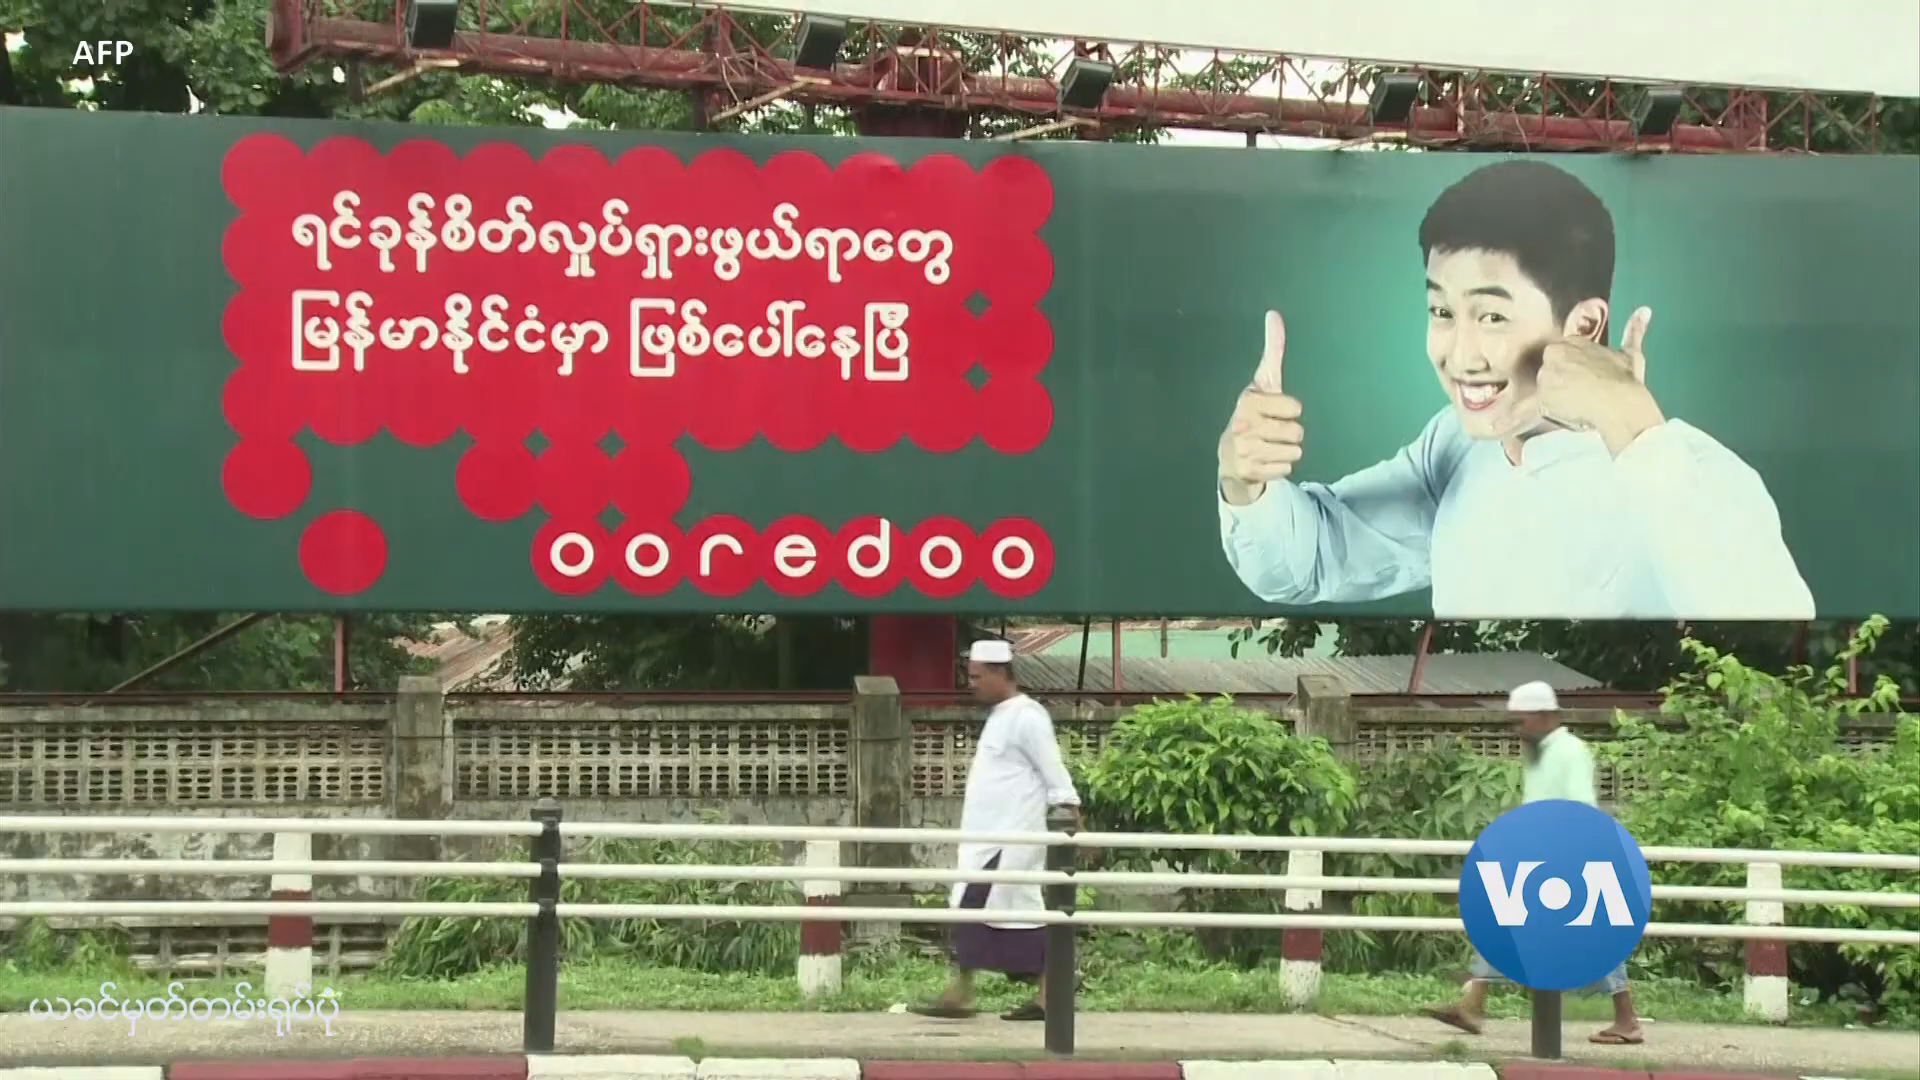 AFP
ရင်ခုန်စိတ်လှုပ်ရှားဖွယ်ရာတွေ
မြန်မာနိုင်ငံမှာ ဖြစ်ပေါ်နေပြီ
ooredoo
VOA
ယခင်မှတ်တမ်းရုပ်ပုံ